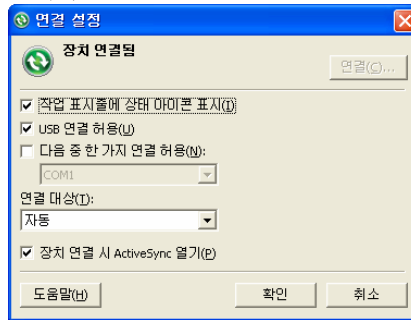 연결 설정
장치 연결됨
연결(C)...
작업 표시줄에 상태 아이콘 표시(I)
USB 연결 허용(U)
다음 중 한 가지 연결 허용(N):
COM1
연결 대상(T):
자동
장치 연결 시 ActiveSync 열기(P)
도움말(H) 확인 취소